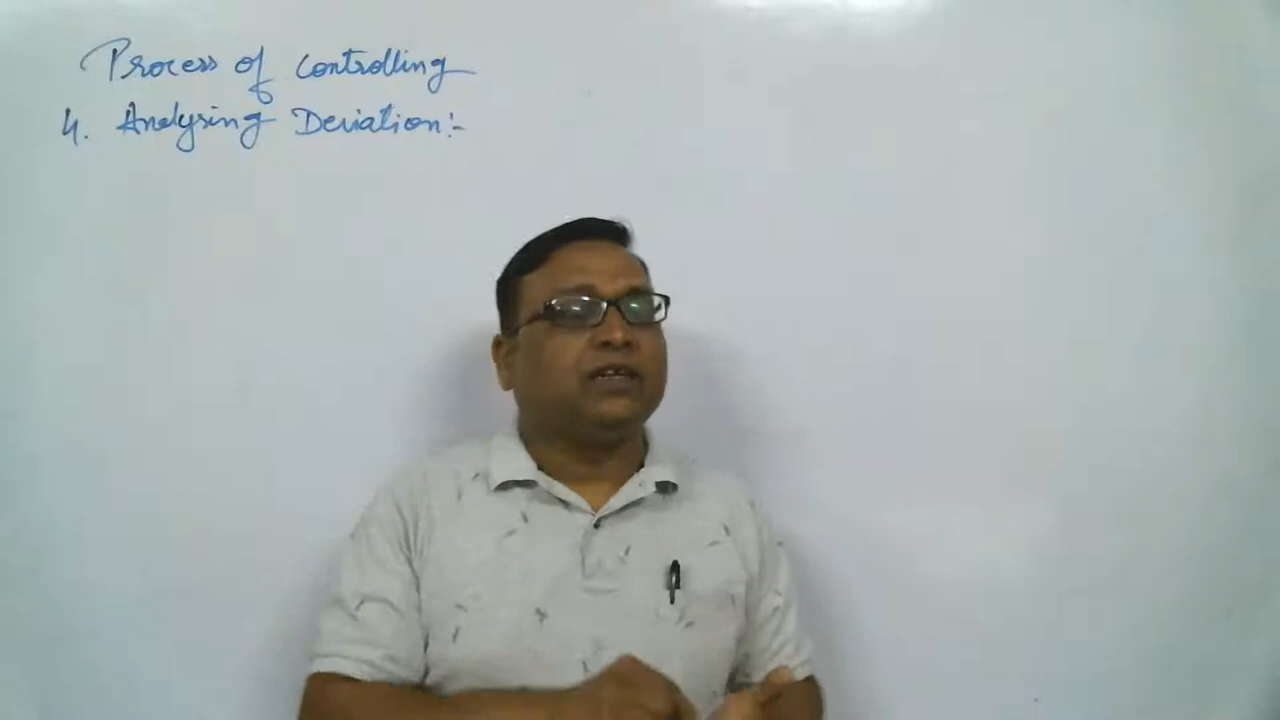 Process of controlling
4. Analysing Deviation:-